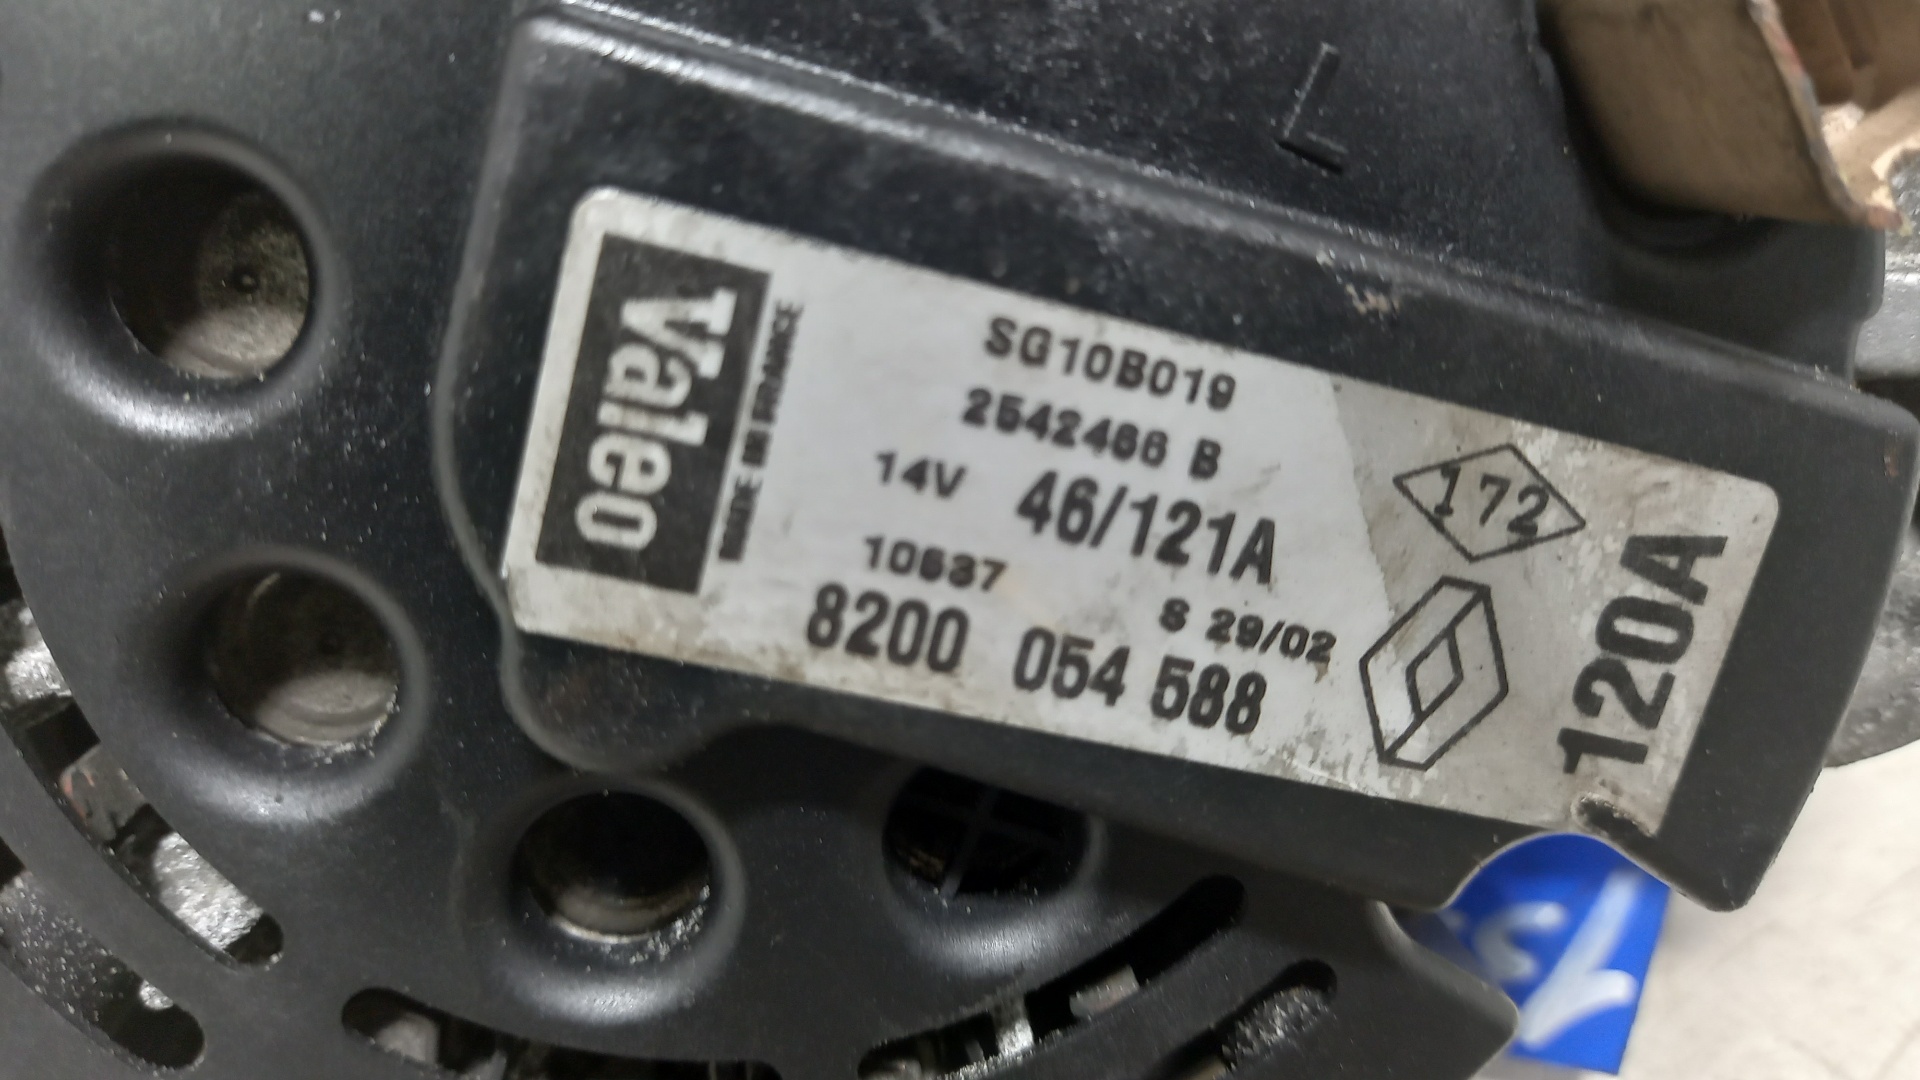 L
Valeo
MADE IN FRANCE
SG10B019
2542466 B
14V 46/121A
10637
S 29/02
8200 054 588
172
120A